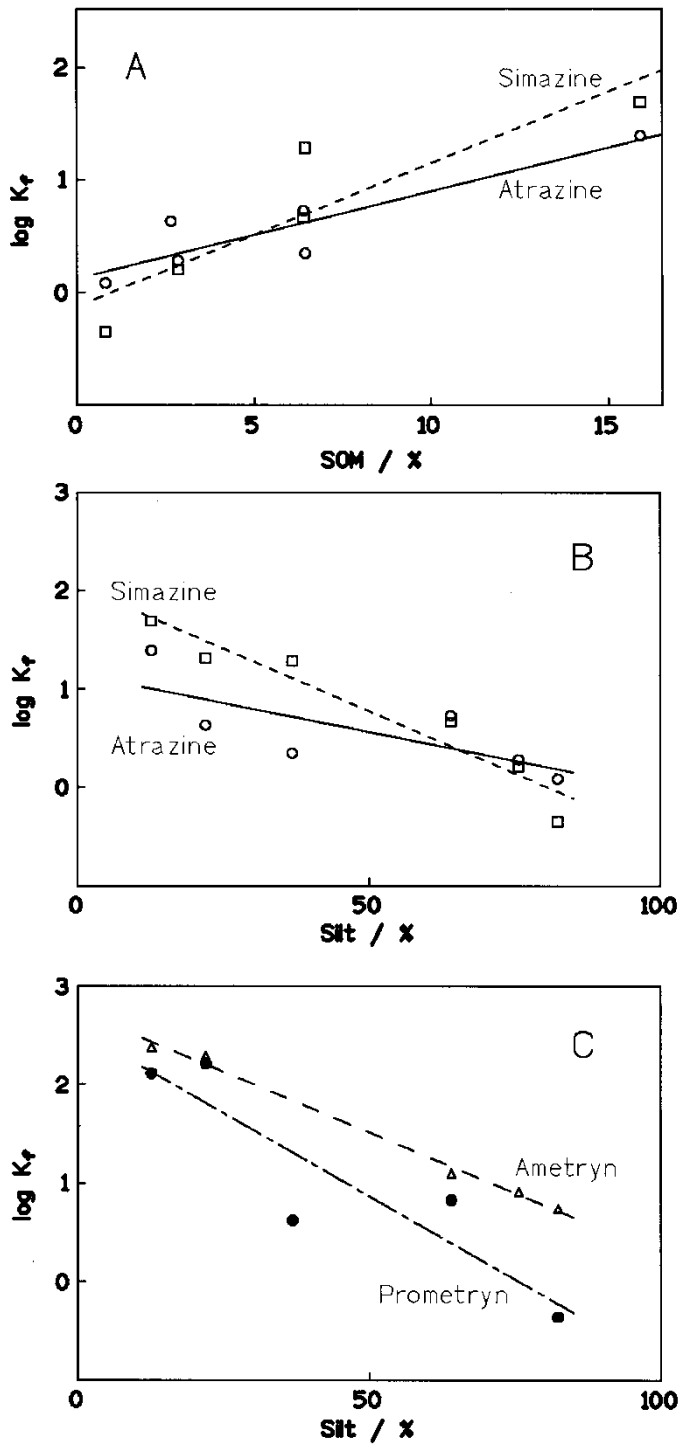 A
2
Simazine
1
Atrazine
log Kf
0
0 5 10 15
SOM / %
3
B
2
Simazine
log Kf
1
Atrazine
0
0 50 100
Silt / %
3
C
2
log Kf
Ametryn
1
0
Prometryn
0 50 100
Silt / %